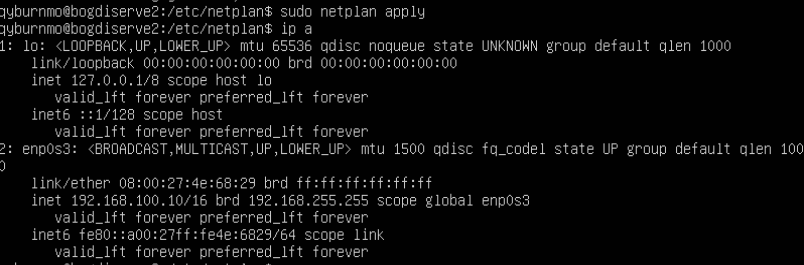 qyburnmo@bogdiserve2:/etc/netplan$ sudo netplan apply
qyburnmo@bogdiserve2:/etc/netplan$ ip a
1: lo: <LOOPBACK,UP,LOWER_UP> mtu 65536 qdisc noqueue state UNKNOWN group default qlen 1000
    link/loopback 00:00:00:00:00:00 brd 00:00:00:00:00:00
    inet 127.0.0.1/8 scope host lo
       valid_lft forever preferred_lft forever
    inet6 ::1/128 scope host
       valid_lft forever preferred_lft forever
2: enp0s3: <BROADCAST,MULTICAST,UP,LOWER_UP> mtu 1500 qdisc fq_codel state UP group default qlen 100
0
    link/ether 08:00:27:4e:68:29 brd ff:ff:ff:ff:ff:ff
    inet 192.168.100.10/16 brd 192.168.255.255 scope global enp0s3
       valid_lft forever preferred_lft forever
    inet6 fe80::a00:27ff:fe4e:6829/64 scope link
       valid_lft forever preferred_lft forever